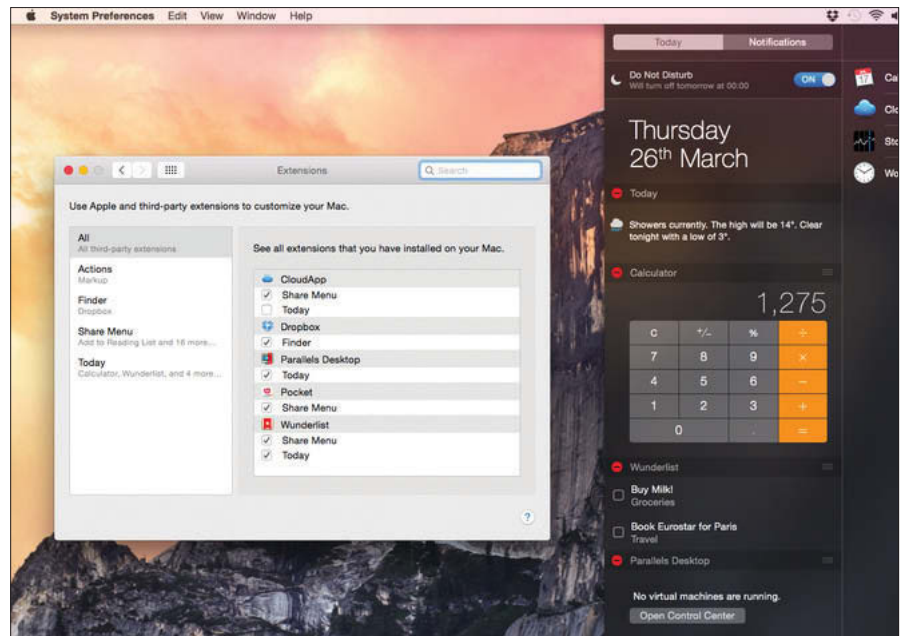 System Preferences Edit View Window Help
Extensions
Search
Use Apple and third-party extensions to customize your Mac.
All
All third-party extensions
Actions
Markup
Finder
Dropbox
Share Menu
Add to Reading List and 16 more...
Today
Calculator, Wunderlist, and 4 more...
See all extensions that you have installed on your Mac.
CloudApp
Share Menu
Today
Dropbox
Finder
Parallels Desktop
Today
Pocket
Share Menu
Wunderlist
Share Menu
Today
?
Today Notifications
Do Not Disturb
ON
Will turn off tomorrow at 00:00
Thursday
26th March
Today
Showers currently. The high will be 14°. Clear
tonight with a low of 3°.
Calculator
1,275
C +/- % ÷
7 8 9 ×
4 5 6 −
1 2 3 +
0 . =
Wunderlist
Buy Milk!
Groceries
Book Eurostar for Paris
Travel
Parallels Desktop
No virtual machines are running.
Open Control Center
17